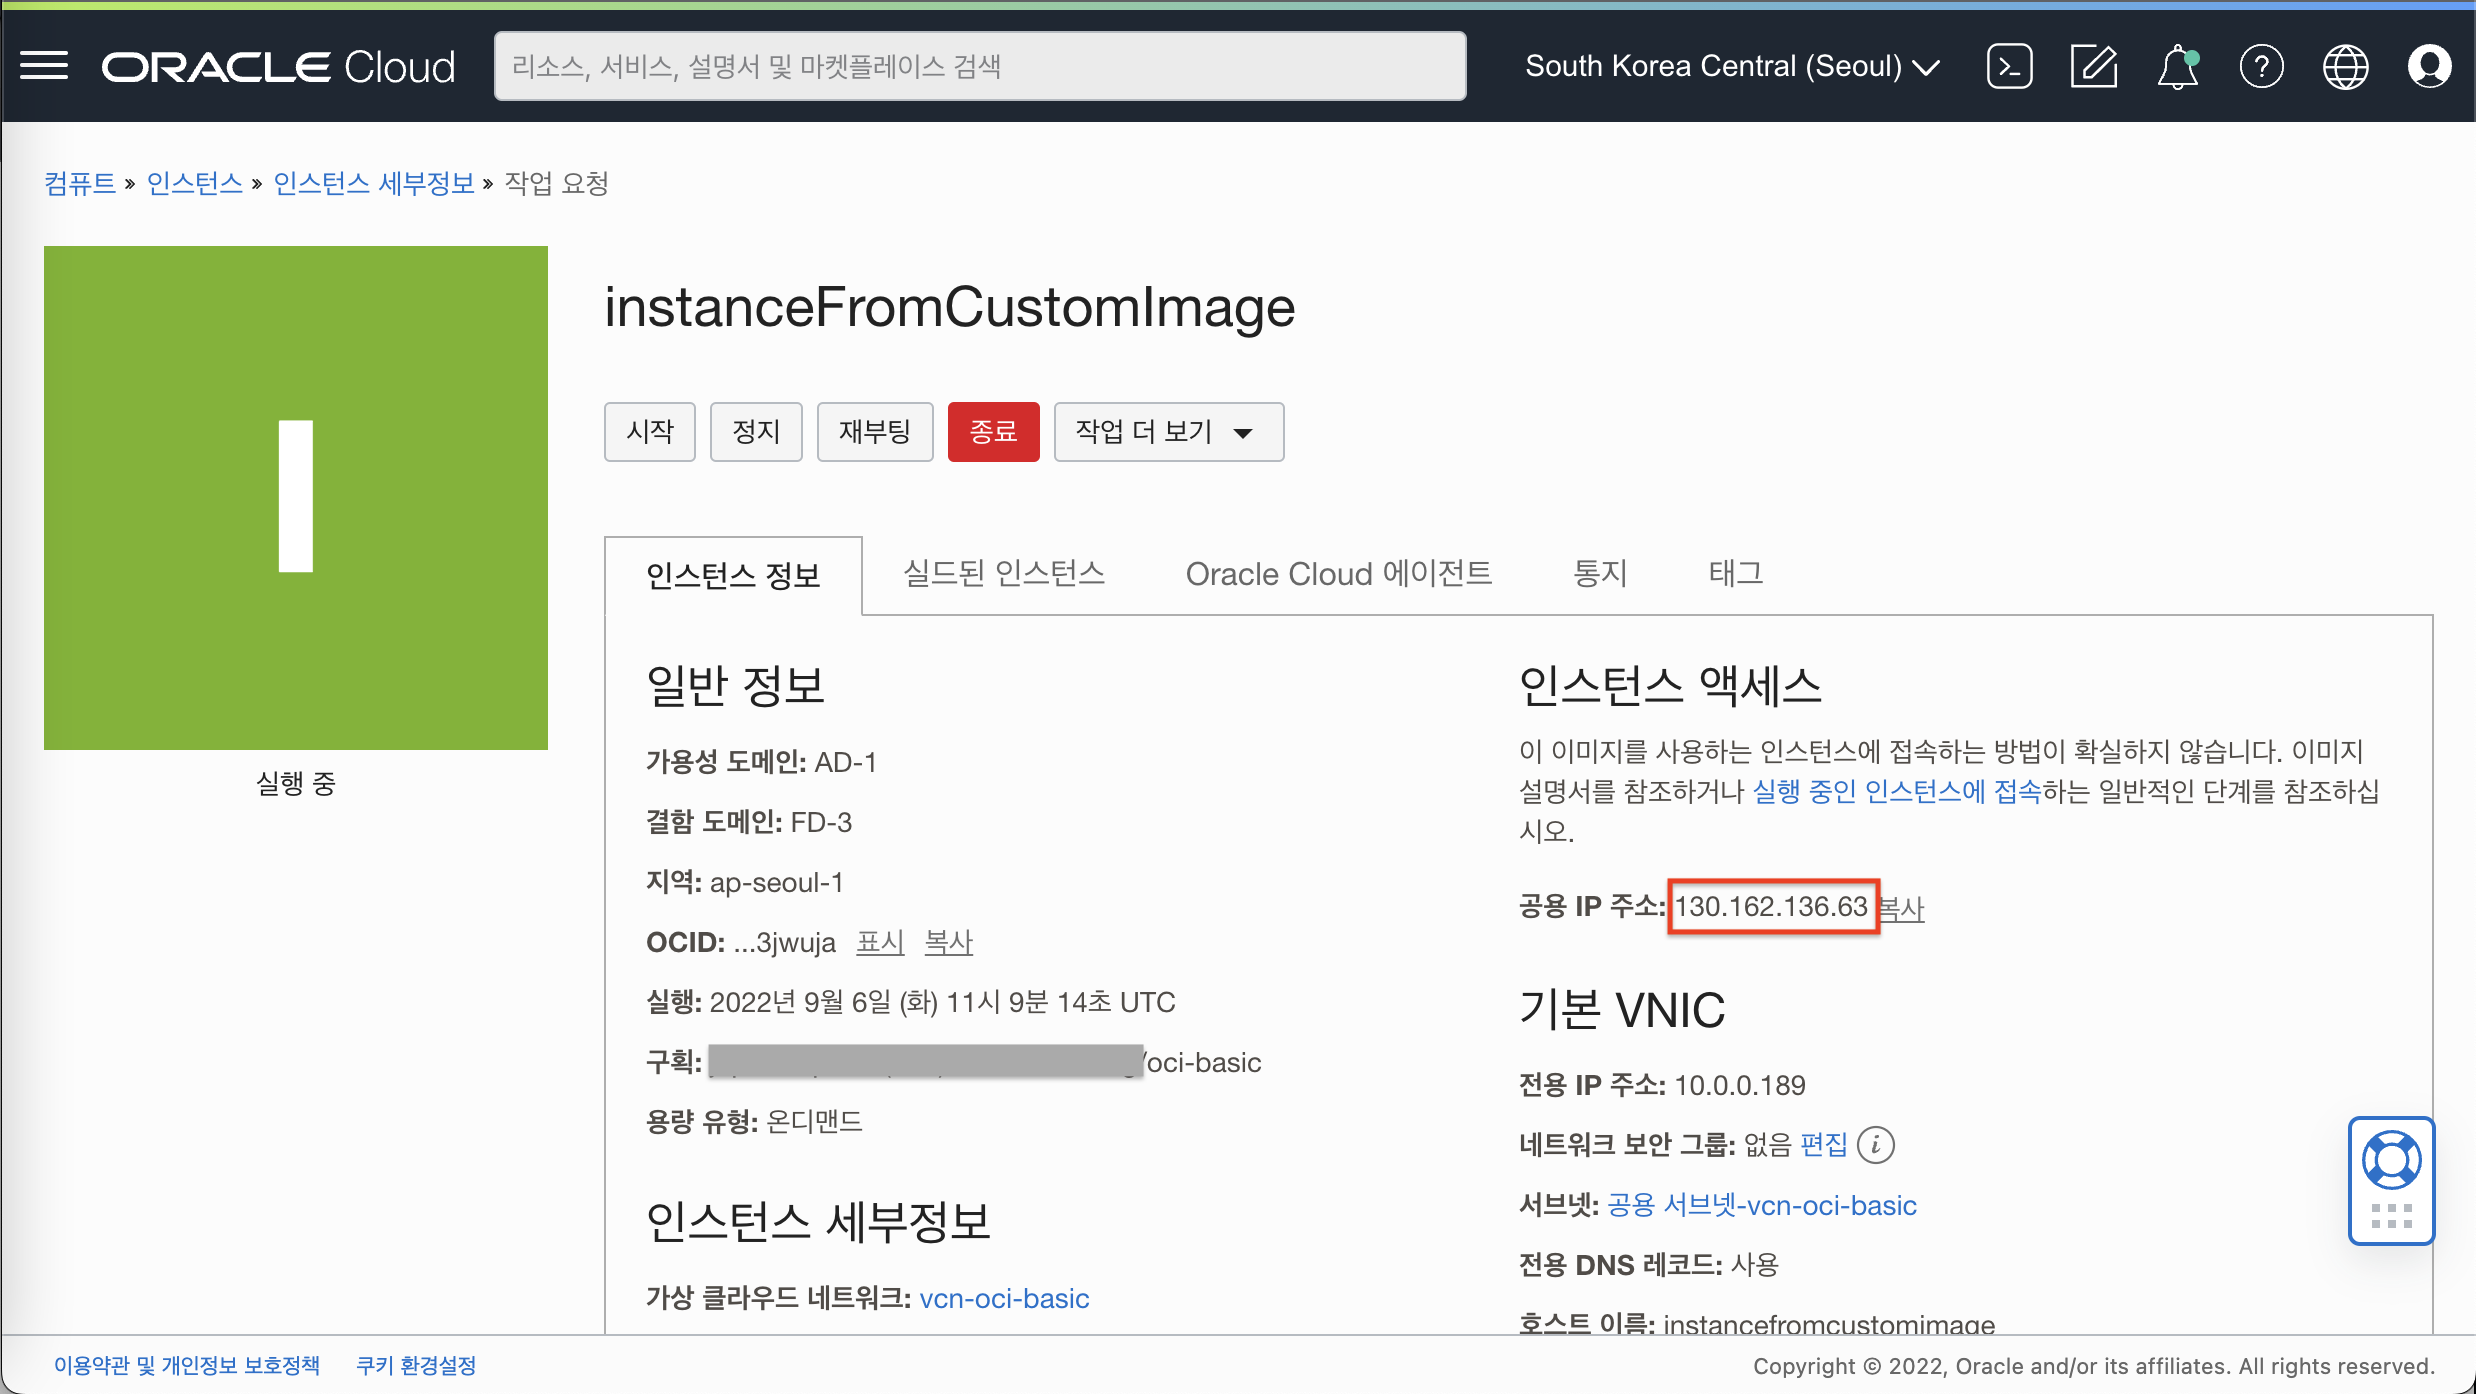 ORACLE Cloud
리소스, 서비스, 설명서 및 마켓플레이스 검색
South Korea Central (Seoul)
컴퓨트 » 인스턴스 » 인스턴스 세부정보 » 작업 요청
I
실행 중
instanceFromCustomImage
시작
정지
재부팅
종료
작업 더 보기
인스턴스 정보
실드된 인스턴스
Oracle Cloud 에이전트
통지
태그
일반 정보
가용성 도메인: AD-1
결함 도메인: FD-3
지역: ap-seoul-1
OCID: ...3jwuja 표시 복사
실행: 2022년 9월 6일 (화) 11시 9분 14초 UTC
구획: /oci-basic
용량 유형: 온디맨드
인스턴스 세부정보
가상 클라우드 네트워크: vcn-oci-basic
인스턴스 액세스
이 이미지를 사용하는 인스턴스에 접속하는 방법이 확실하지 않습니다. 이미지
설명서를 참조하거나 실행 중인 인스턴스에 접속하는 일반적인 단계를 참조하십
시오.
공용 IP 주소: 130.162.136.63 복사
기본 VNIC
전용 IP 주소: 10.0.0.189
네트워크 보안 그룹: 없음 편집 i
서브넷: 공용 서브넷-vcn-oci-basic
전용 DNS 레코드: 사용
호스트 이름: instancefromcustomimage
이용약관 및 개인정보 보호정책
쿠키 환경설정
Copyright © 2022, Oracle and/or its affiliates. All rights reserved.